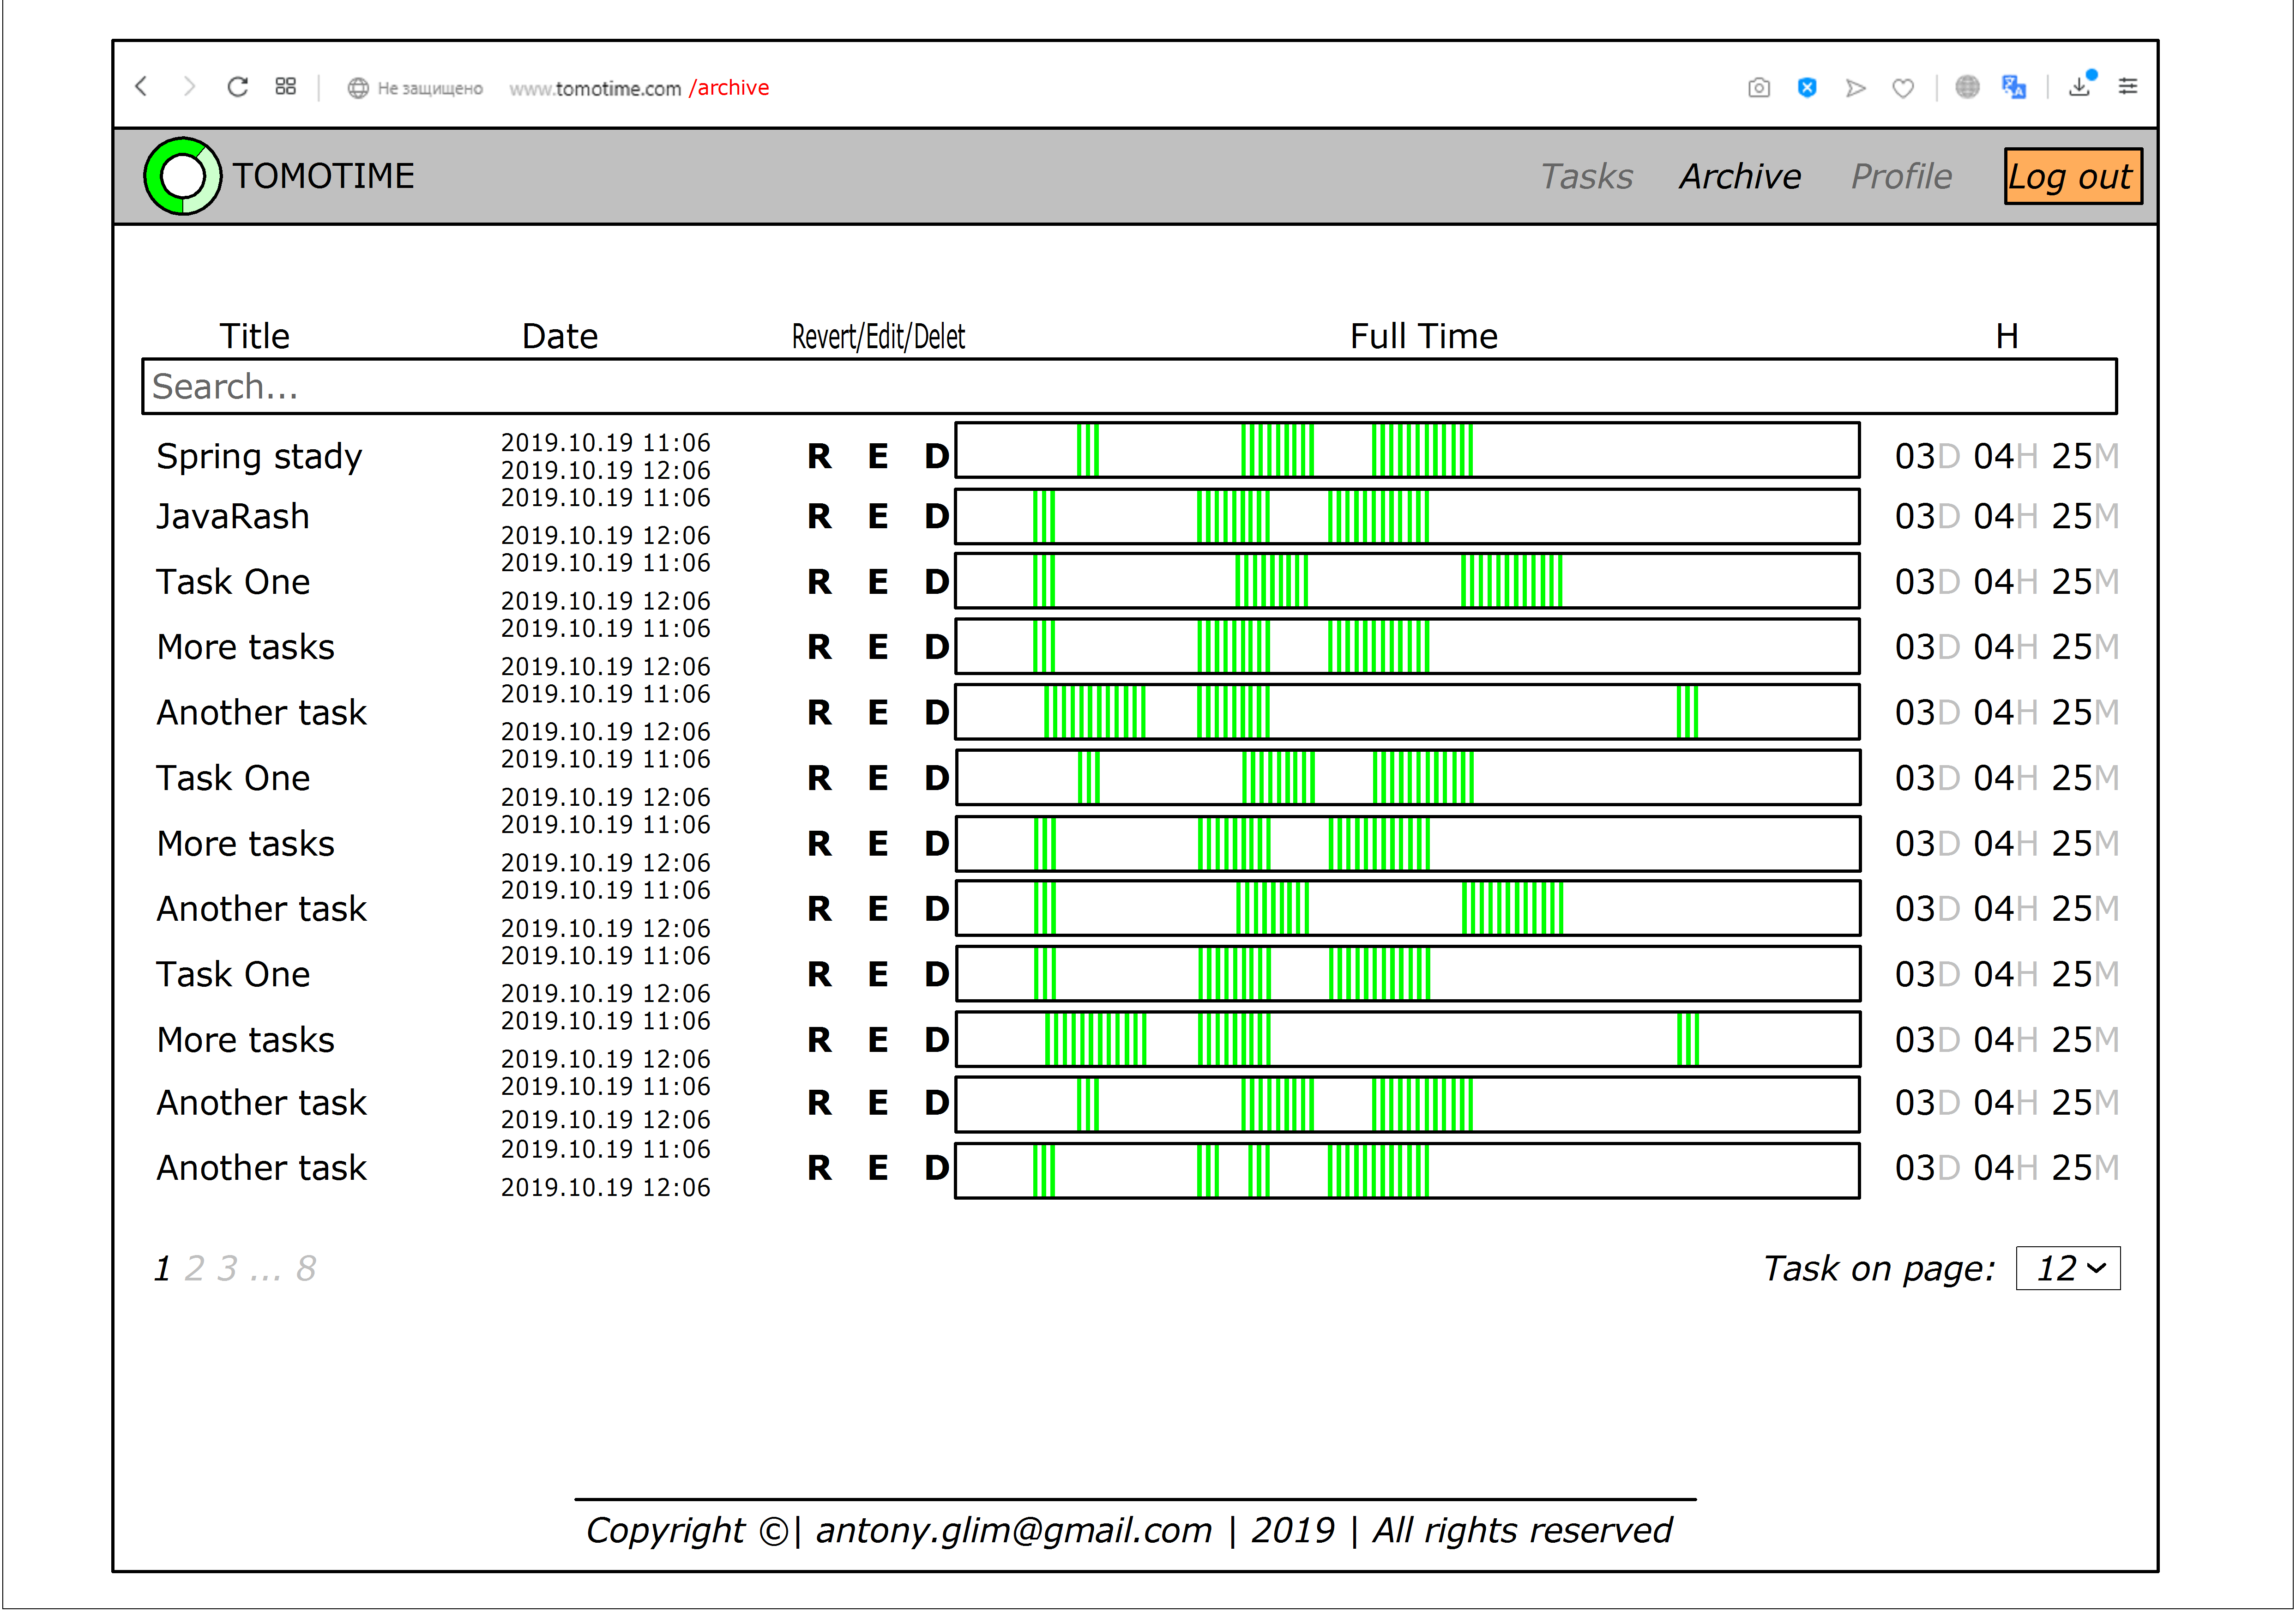 Не защищено www.tomotime.com /archive
TOMOTIME Tasks Archive Profile Log out
Title Date Revert/Edit/Delet Full Time H
Search...
2019.10.19 11:06
Spring stady R E D 03D 04H 25M
2019.10.19 12:06
2019.10.19 11:06
JavaRash R E D 03D 04H 25M
2019.10.19 12:06
2019.10.19 11:06
Task One R E D 03D 04H 25M
2019.10.19 12:06
2019.10.19 11:06
More tasks R E D 03D 04H 25M
2019.10.19 12:06
2019.10.19 11:06
Another task R E D 03D 04H 25M
2019.10.19 12:06
2019.10.19 11:06
Task One R E D 03D 04H 25M
2019.10.19 12:06
2019.10.19 11:06
More tasks R E D 03D 04H 25M
2019.10.19 12:06
2019.10.19 11:06
Another task R E D 03D 04H 25M
2019.10.19 12:06
2019.10.19 11:06
Task One R E D 03D 04H 25M
2019.10.19 12:06
2019.10.19 11:06
More tasks R E D 03D 04H 25M
2019.10.19 12:06
2019.10.19 11:06
Another task R E D 03D 04H 25M
2019.10.19 12:06
2019.10.19 11:06
Another task R E D 03D 04H 25M
2019.10.19 12:06
1 2 3 ... 8 Task on page: 12
Copyright ©| antony.glim@gmail.com | 2019 | All rights reserved